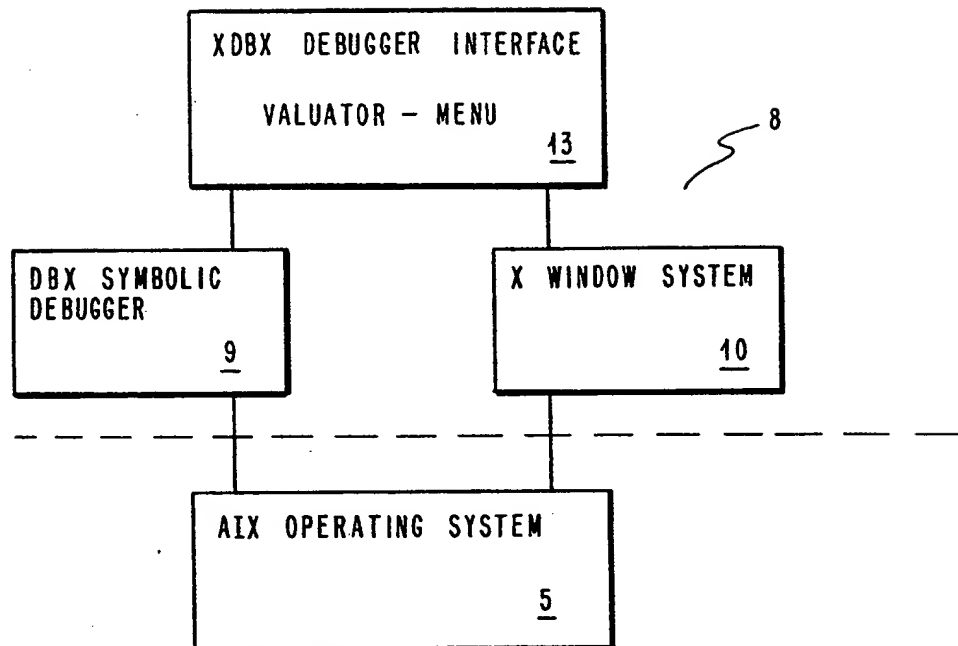 XDBX DEBUGGER INTERFACE
VALUATOR – MENU
13
8
DBX SYMBOLIC
DEBUGGER
9
X WINDOW SYSTEM
10
AIX OPERATING SYSTEM
5